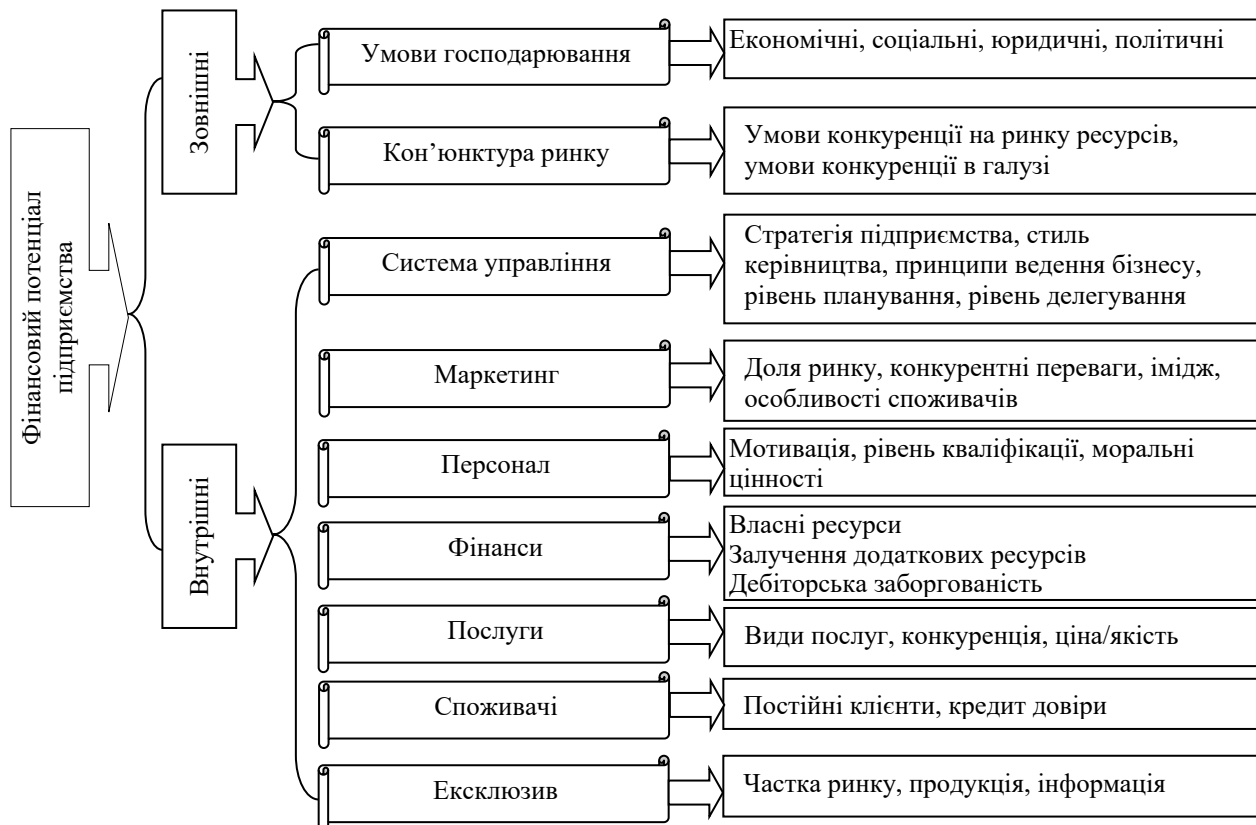 Фінансовий потенціал
підприємства
Зовнішні
Умови господарювання
Економічні, соціальні, юридичні, політичні
Кон’юнктура ринку
Умови конкуренції на ринку ресурсів,
умови конкуренції в галузі
Внутрішні
Система управління
Стратегія підприємства, стиль
керівництва, принципи ведення бізнесу,
рівень планування, рівень делегування
Маркетинг
Доля ринку, конкурентні переваги, імідж,
особливості споживачів
Персонал
Мотивація, рівень кваліфікації, моральні
цінності
Фінанси
Власні ресурси
Залучення додаткових ресурсів
Дебіторська заборгованість
Послуги
Види послуг, конкуренція, ціна/якість
Споживачі
Постійні клієнти, кредит довіри
Ексклюзив
Частка ринку, продукція, інформація